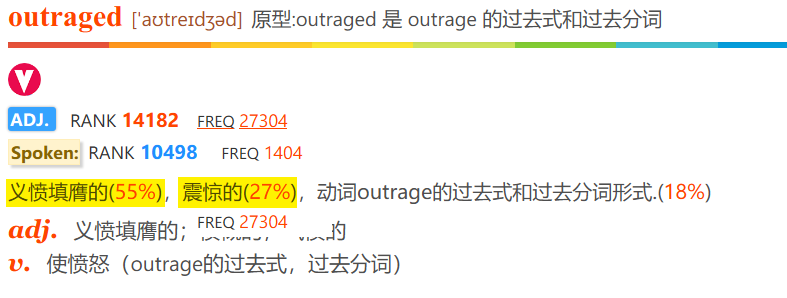 outraged ['aʊtreɪdʒəd] 原型:outraged 是 outrage 的过去式和过去分词
V
ADJ. RANK 14182 FREQ 27304
Spoken: RANK 10498 FREQ 1404
义愤填膺的(55%), 震惊的(27%), 动词outrage的过去式和过去分词形式.(18%)
FREQ 27304
adj. 义愤填膺的; 的
v. 使愤怒（outrage的过去式，过去分词）